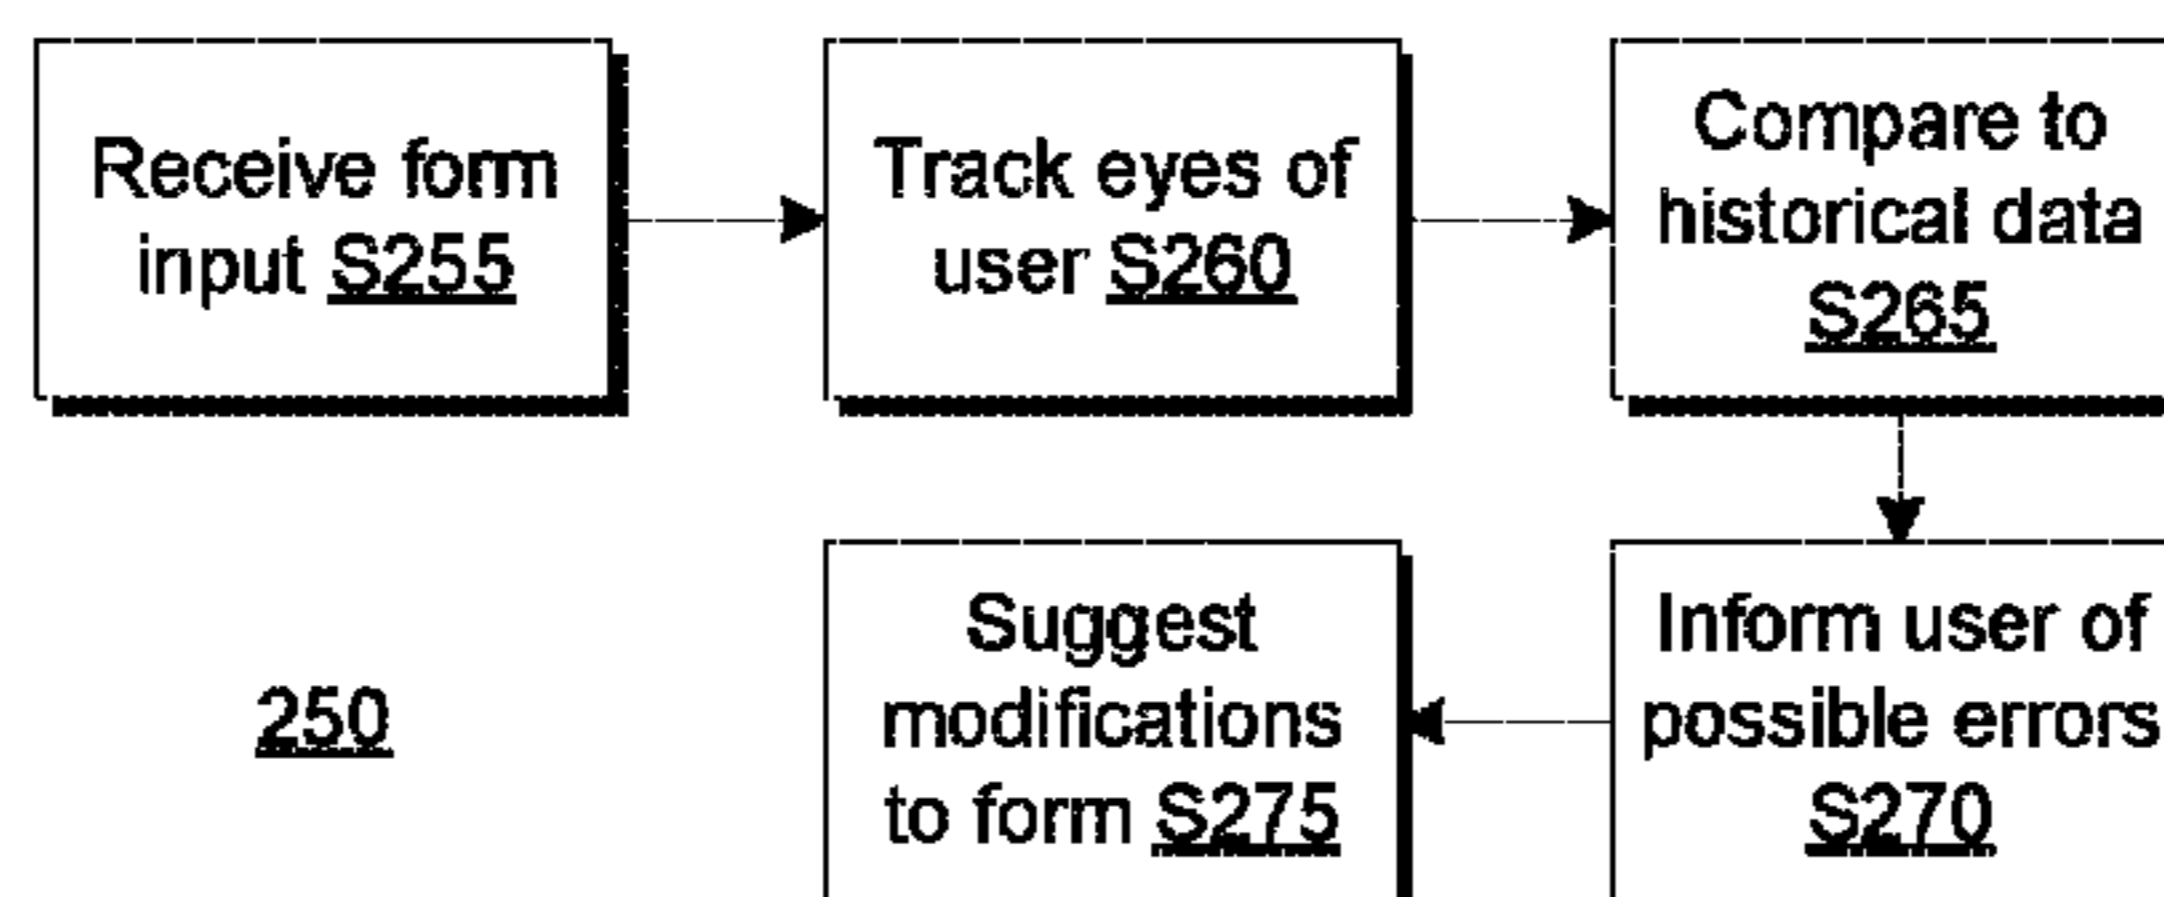 Receive form
input S255
Track eyes of
user S260
Compare to
historical data
S265
Inform user of
possible errors
S270
Suggest
modifications
to form S275
250